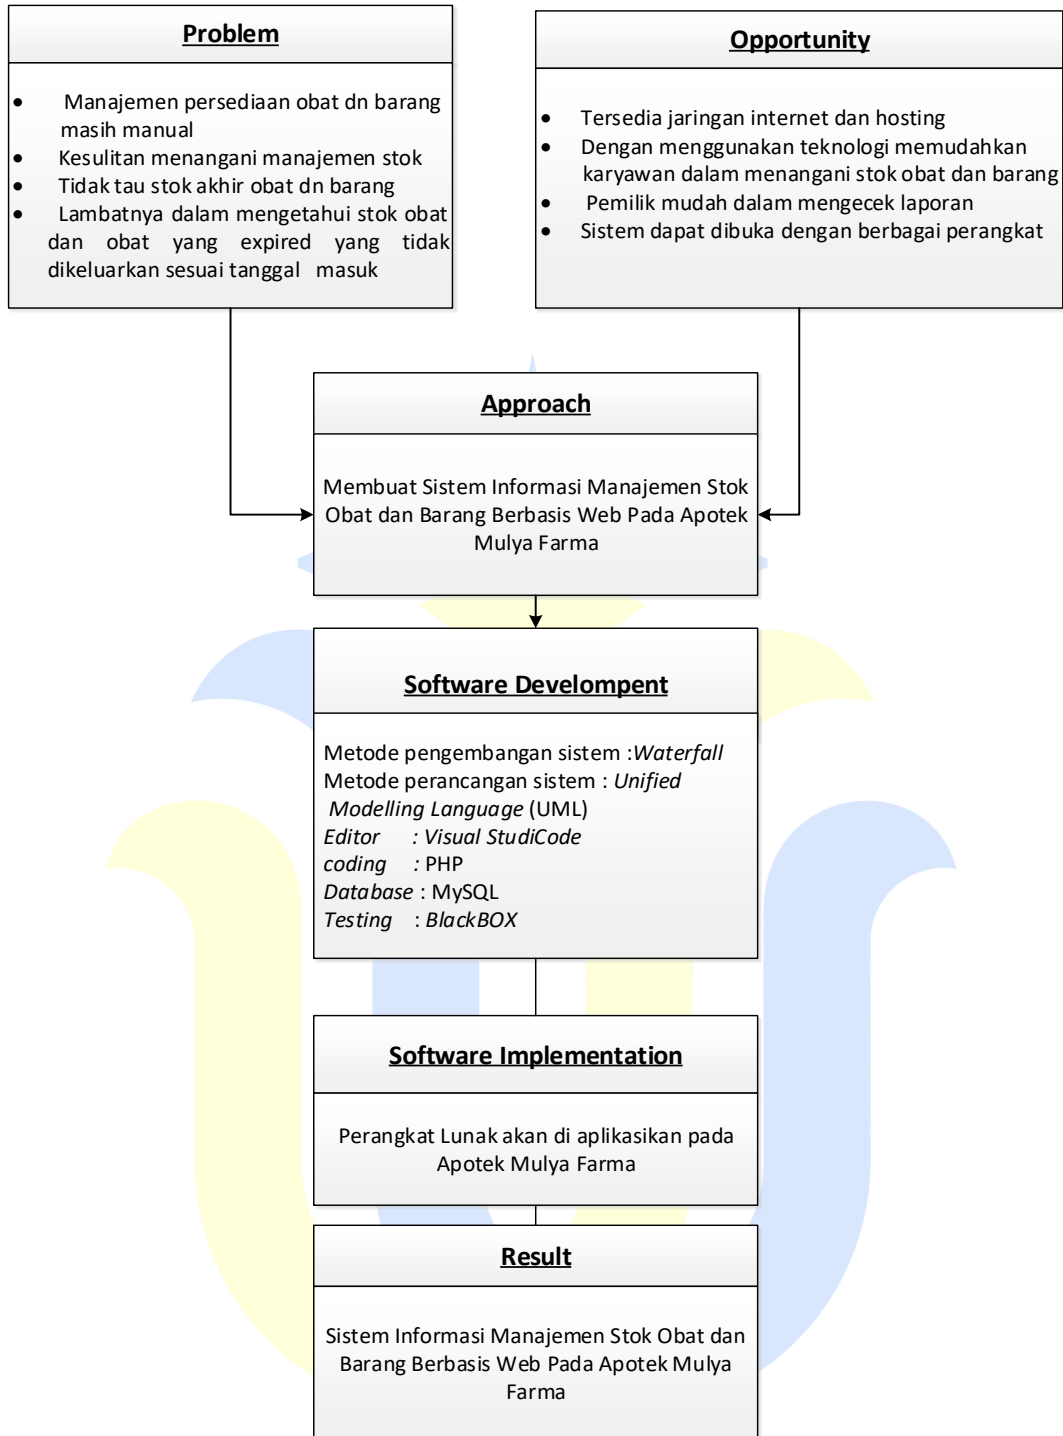 Problem
• Manajemen persediaan obat dn barang
masih manual
• Kesulitan menangani manajemen stok
• Tidak tau stok akhir obat dn barang
• Lambatnya dalam mengetahui stok obat
dan obat yang expired yang tidak
dikeluarkan sesuai tanggal masuk
Opportunity
• Tersedia jaringan internet dan hosting
• Dengan menggunakan teknologi memudahkan
karyawan dalam menangani stok obat dan barang
• Pemilik mudah dalam mengecek laporan
• Sistem dapat dibuka dengan berbagai perangkat
Approach
Membuat Sistem Informasi Manajemen Stok
Obat dan Barang Berbasis Web Pada Apotek
Mulya Farma
Software Develompent
Metode pengembangan sistem :Waterfall
Metode perancangan sistem : Unified
Modelling Language (UML)
Editor : Visual StudiCode
coding : PHP
Database : MySQL
Testing : BlackBOX
Software Implementation
Perangkat Lunak akan di aplikasikan pada
Apotek Mulya Farma
Result
Sistem Informasi Manajemen Stok Obat dan
Barang Berbasis Web Pada Apotek Mulya
Farma